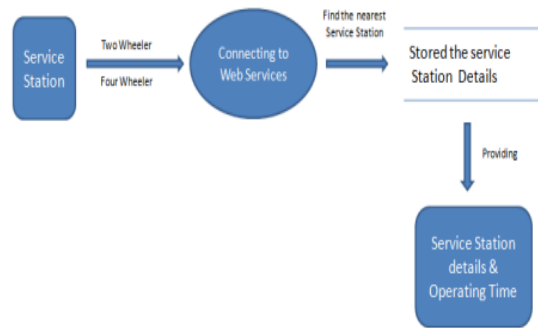 Service
Station
Two Wheeler
Four Wheeler
Connecting to
Web Services
Find the nearest
Service Station
Stored the service
Station Details
Providing
Service Station
details &
Operating Time